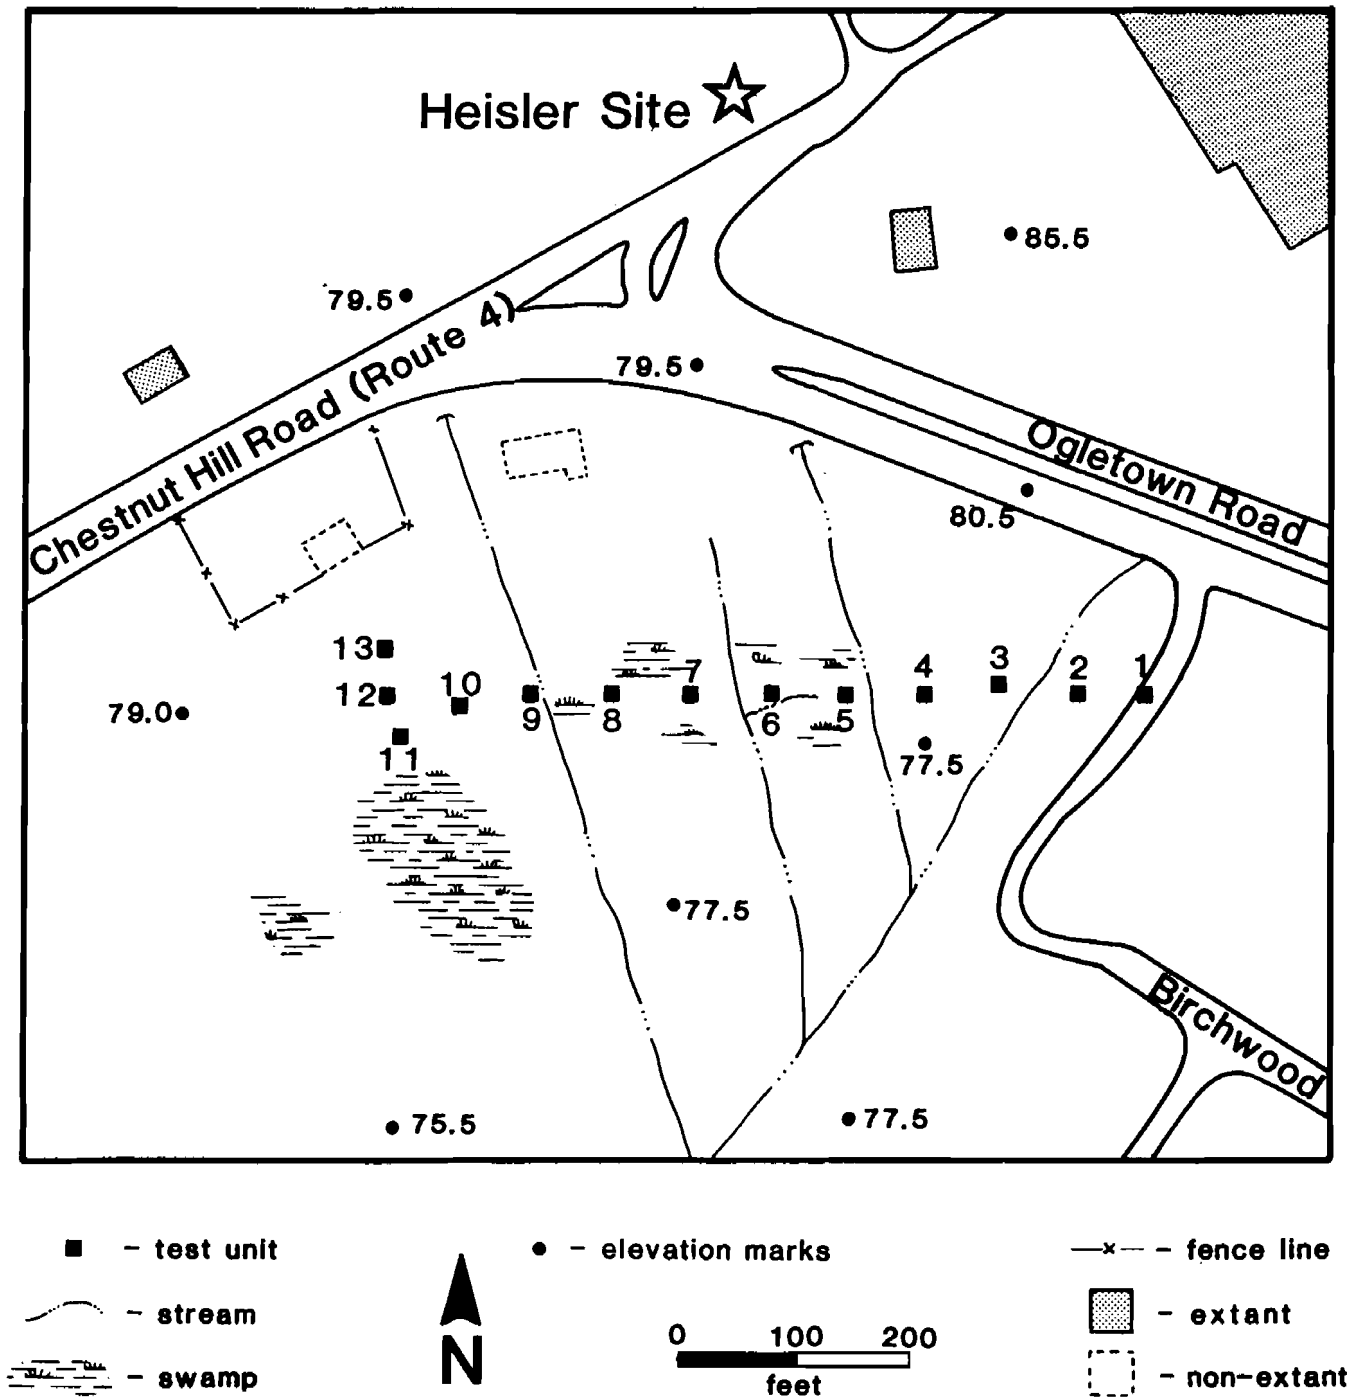 Heisler Site
85.5
79.5
Chestnut Hill Road (Route 4)
79.5
Ogletown Road
80.5
13
12
10
9
8
7
6
5
4
3
2
1
11
79.0
77.5
77.5
Birchwood
75.5
77.5
- test unit
- elevation marks
- fence line
- stream
N
0 100 200
feet
- extant
- swamp
- non-extant